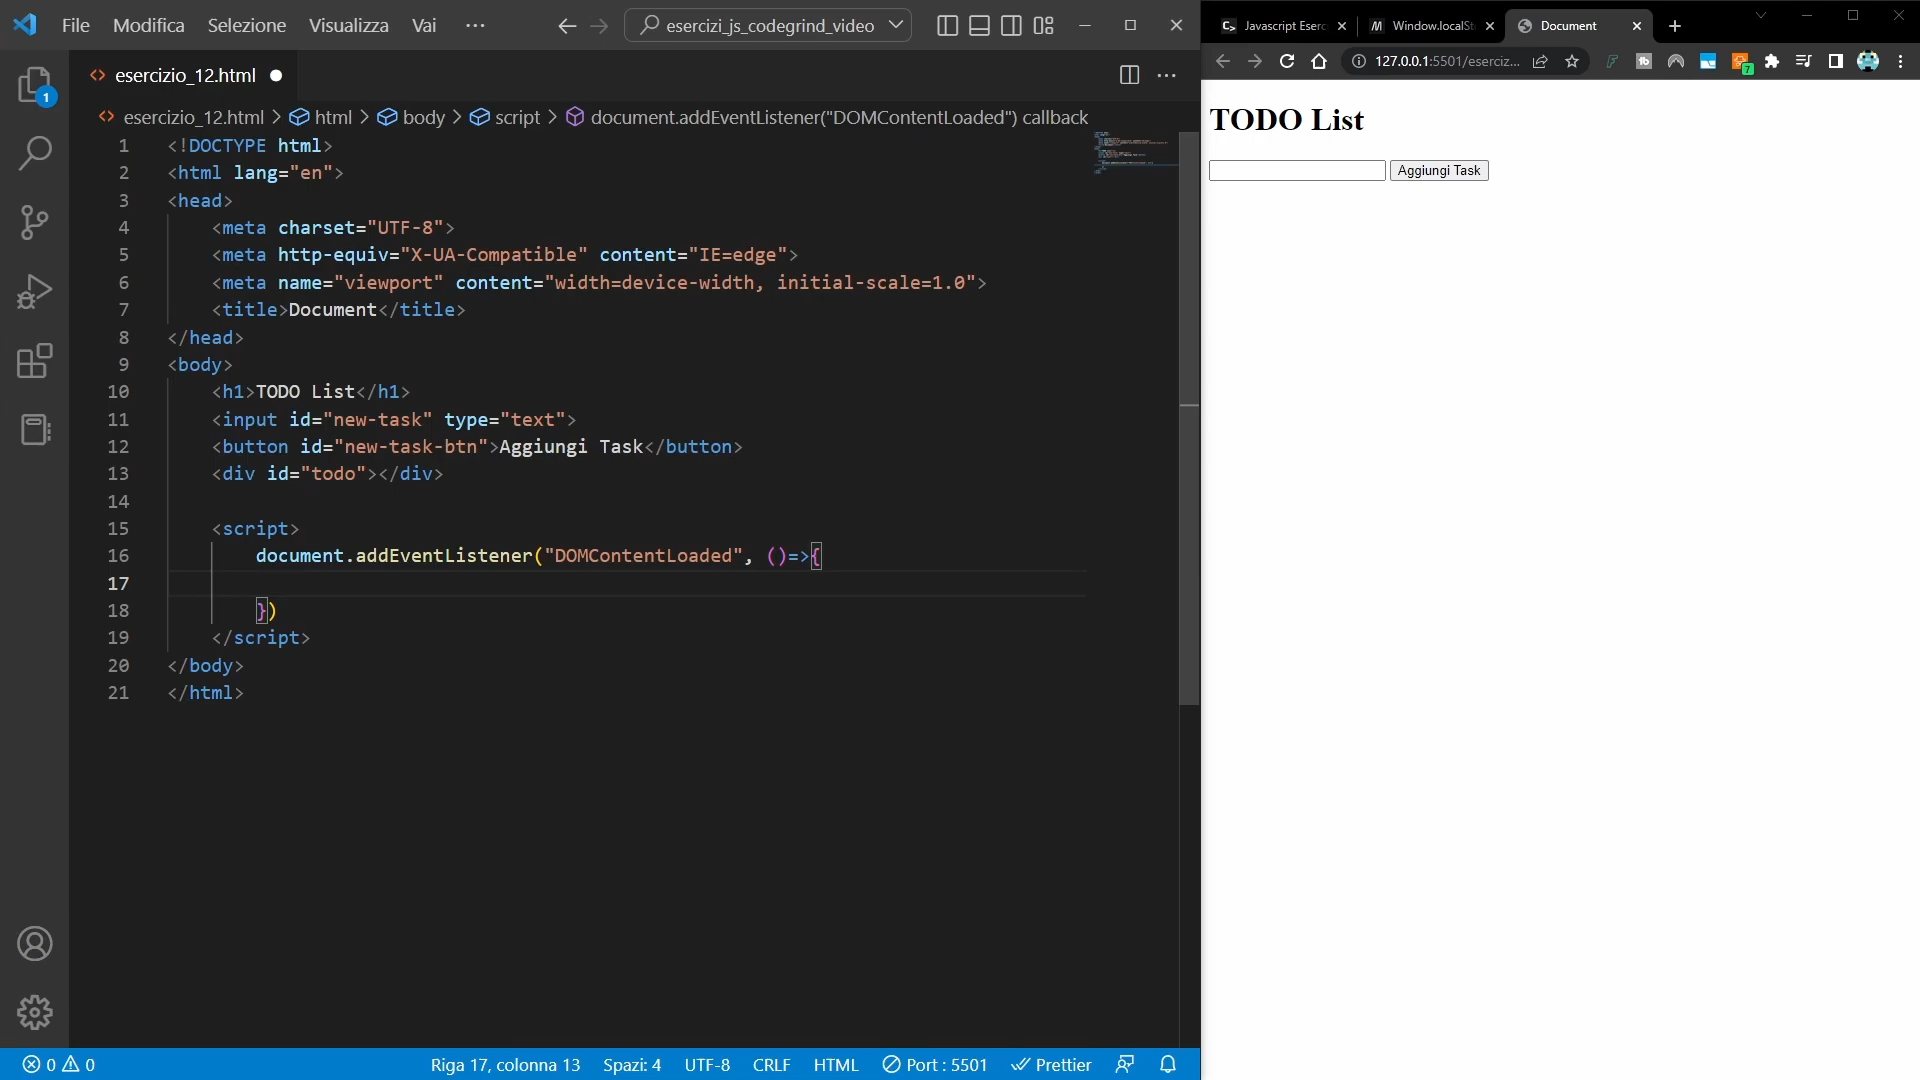 File Modifica Selezione Visualizza Vai ··· esercizi_js_codegrind_video
esercizio_12.html
esercizio_12.html > html > body > script > document.addEventListener("DOMContentLoaded") callback
1 <!DOCTYPE html>
2 <html lang="en">
3 <head>
4 <meta charset="UTF-8">
5 <meta http-equiv="X-UA-Compatible" content="IE=edge">
6 <meta name="viewport" content="width=device-width, initial-scale=1.0">
7 <title>Document</title>
8 </head>
9 <body>
10 <h1>TODO List</h1>
11 <input id="new-task" type="text">
12 <button id="new-task-btn">Aggiungi Task</button>
13 <div id="todo"></div>
14
15 <script>
16 document.addEventListener("DOMContentLoaded", ()=>{
17
18 })
19 </script>
20 </body>
21 </html>
1
0 0 Riga 17, colonna 13 Spazi: 4 UTF-8 CRLF HTML Port : 5501 Prettier
Javascript Eserc Window.localSt Document
127.0.0.1:5501/eserciz... 7
TODO List
Aggiungi Task